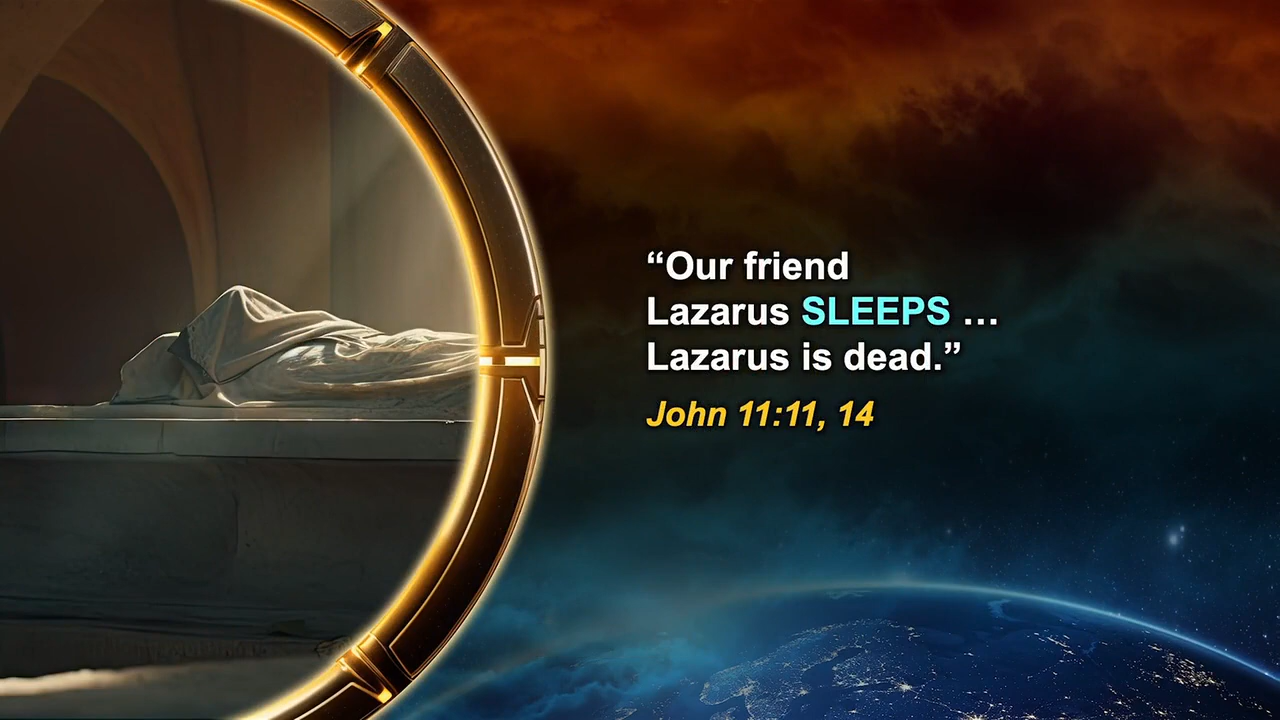 “Our friend
Lazarus SLEEPS …
Lazarus is dead.”
John 11:11, 14